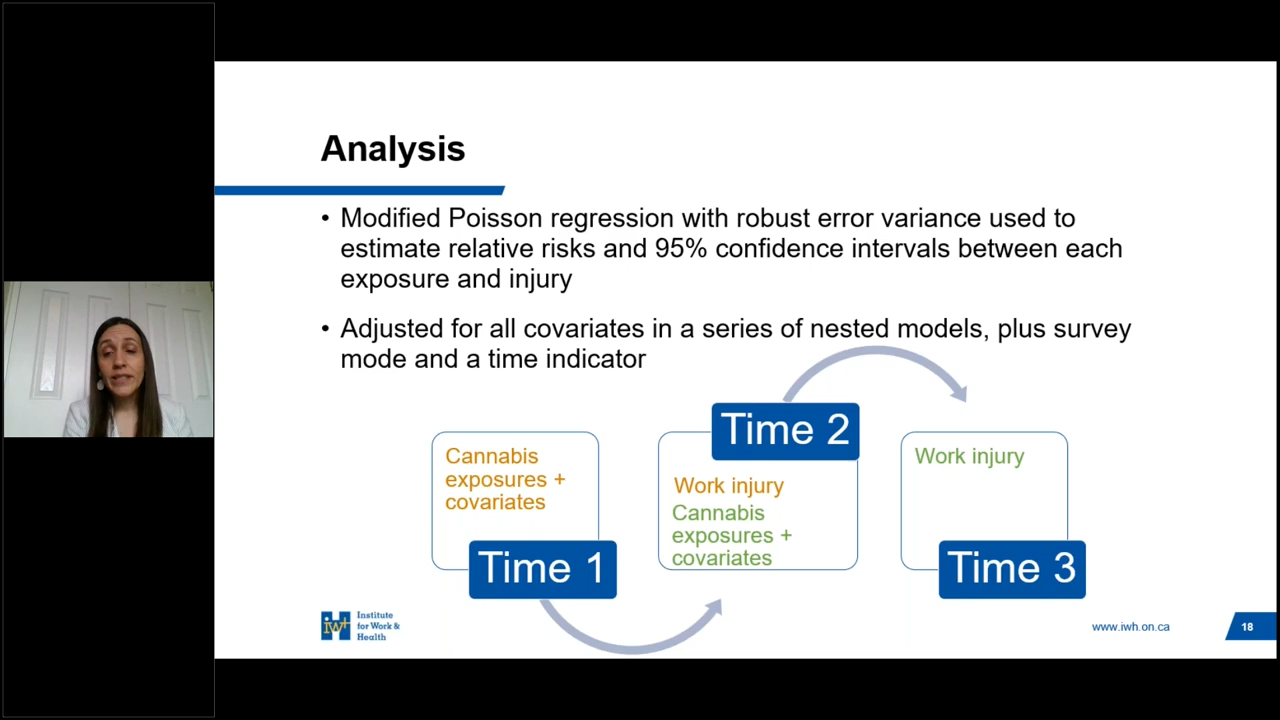 Analysis
• Modified Poisson regression with robust error variance used to
estimate relative risks and 95% confidence intervals between each
exposure and injury
• Adjusted for all covariates in a series of nested models, plus survey
mode and a time indicator
Cannabis
exposures +
covariates
Time 1
Time 2
Work injury
Cannabis
exposures +
covariates
Work injury
Time 3
iwh
Institute
for Work &
Health
www.iwh.on.ca
18